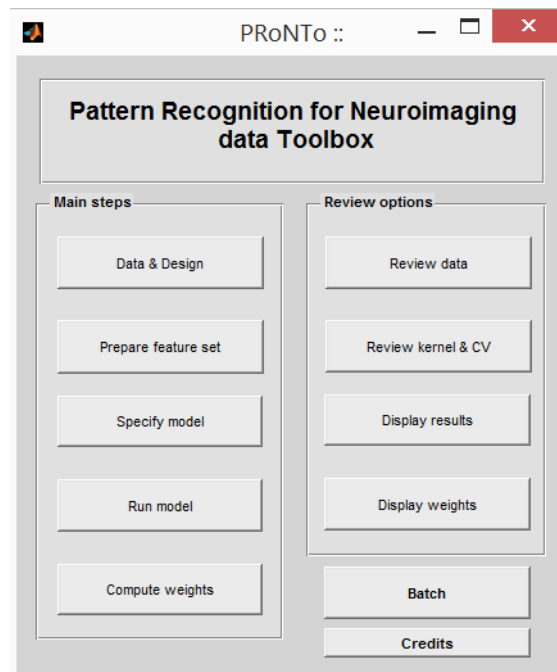 PRoNTo ::
Pattern Recognition for Neuroimaging
data Toolbox
Main steps
Data & Design
Prepare feature set
Specify model
Run model
Compute weights
Review options
Review data
Review kernel & CV
Display results
Display weights
Batch
Credits